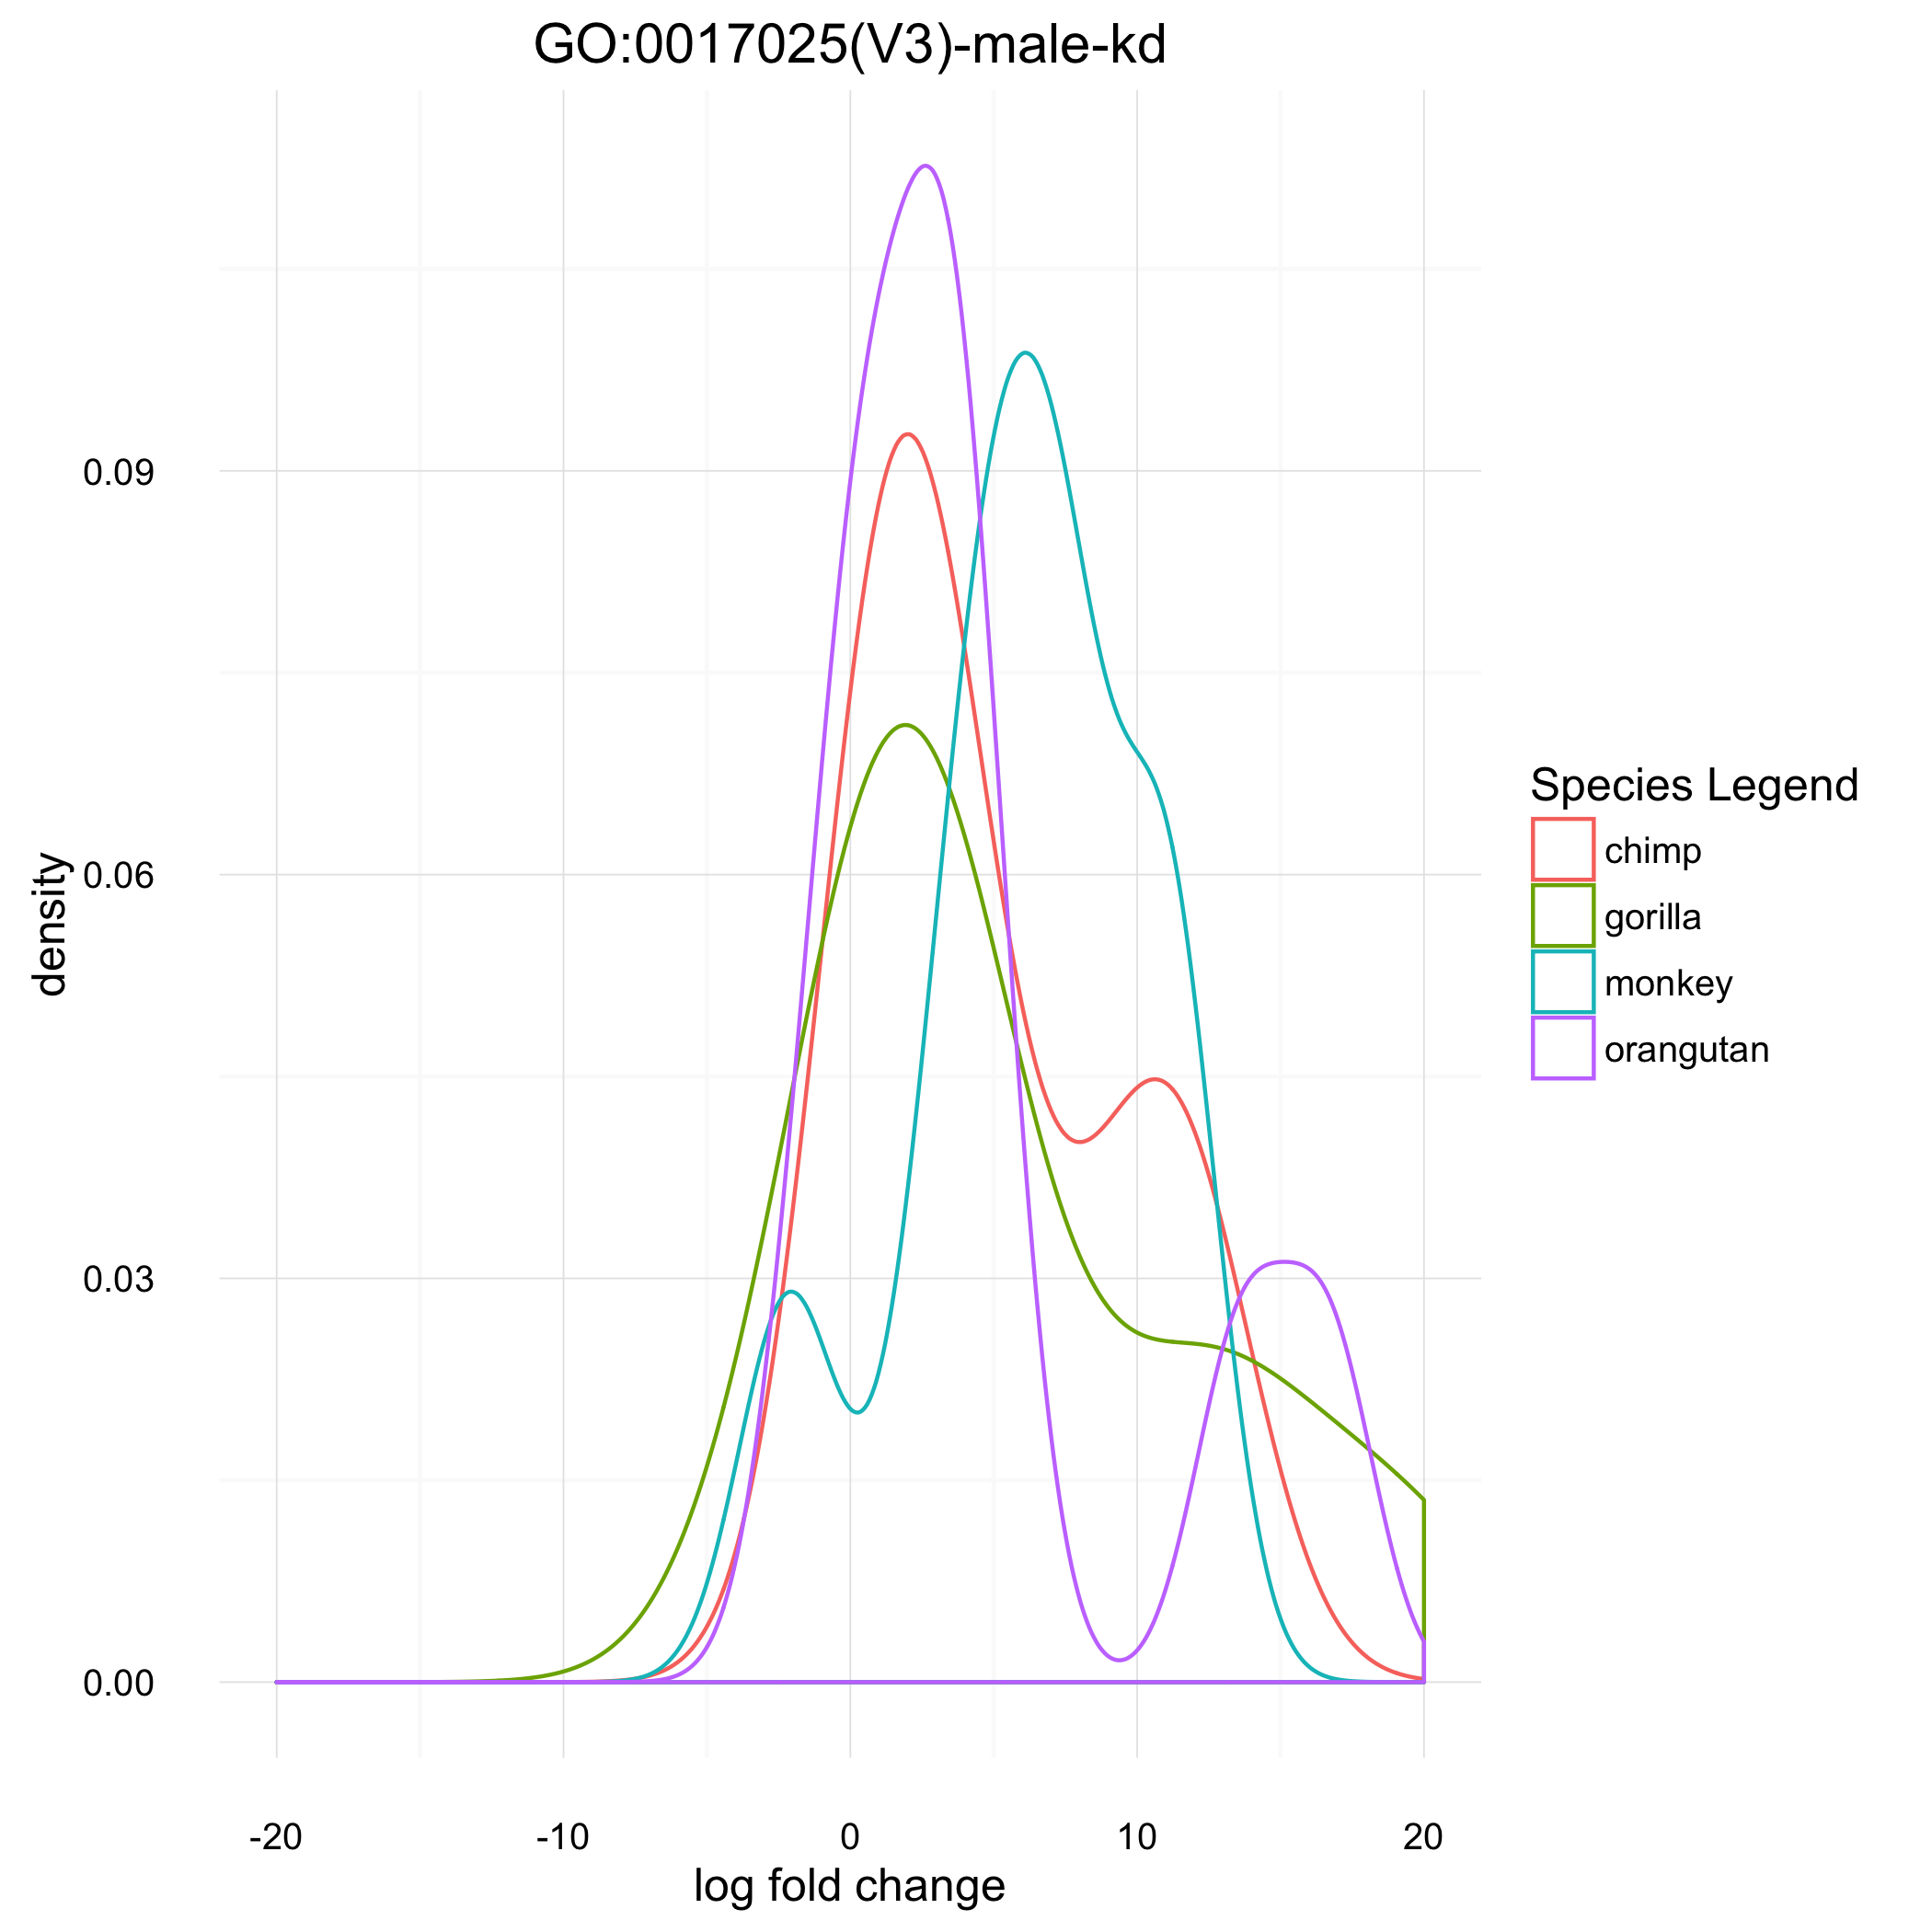 GO:0017025(V3)-male-kd
density
0.09
0.06
0.03
0.00
-20
-10
0
10
20
log fold change
Species Legend
chimp
gorilla
monkey
orangutan